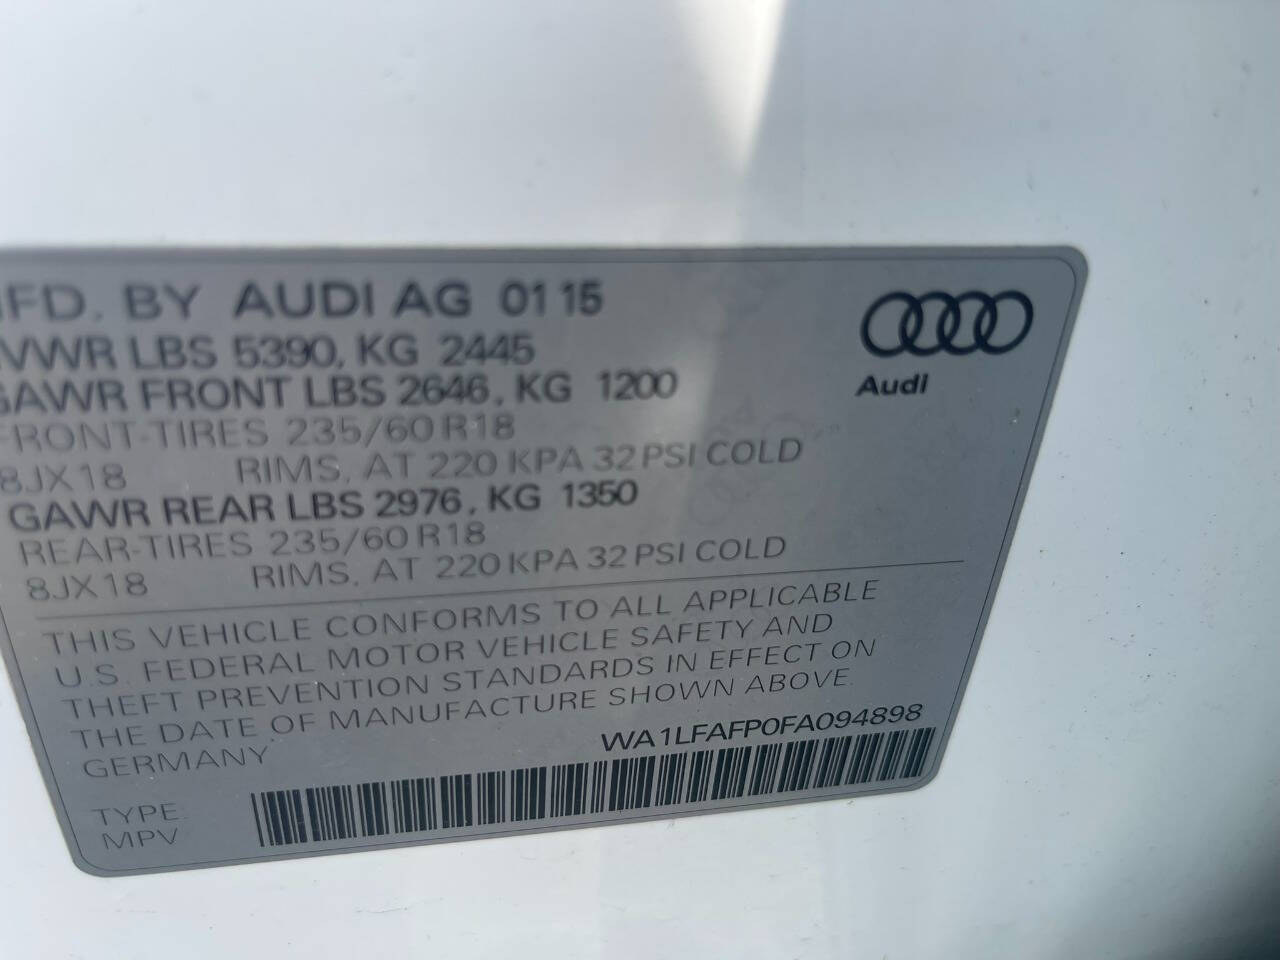 MFD. BY AUDI AG 01 15
GVWR LBS 5390, KG 2445
GAWR FRONT LBS 2646, KG 1200
FRONT-TIRES 235/60 R18
8JX18 RIMS, AT 220 KPA 32 PSI COLD
GAWR REAR LBS 2976, KG 1350
REAR-TIRES 235/60 R18
8JX18 RIMS, AT 220 KPA 32 PSI COLD
Audi
THIS VEHICLE CONFORMS TO ALL APPLICABLE
U.S. FEDERAL MOTOR VEHICLE SAFETY AND
THEFT PREVENTION STANDARDS IN EFFECT ON
THE DATE OF MANUFACTURE SHOWN ABOVE.
GERMANY
WA1LFAFP0FA094898
TYPE:
MPV